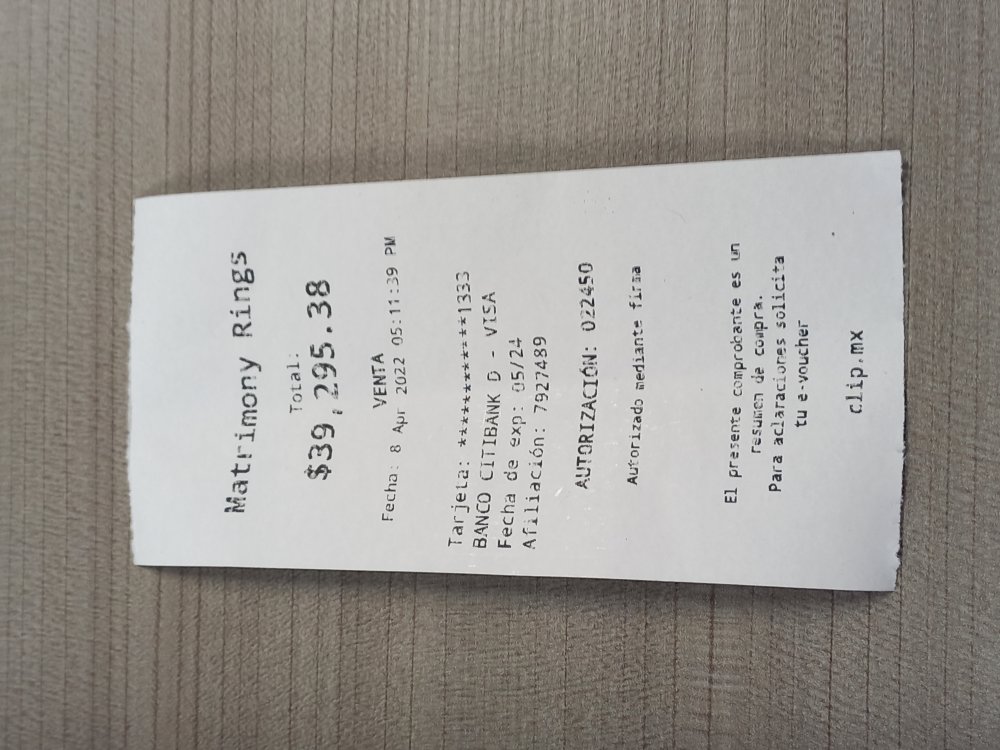 Matrimony Rings
Total:
$39,295.38
VENTA
Fecha: 8 Apr 2022 05:11:39 PM
Tarjeta: ************1333
BANCO CITIBANK D - VISA
Fecha de exp: 05/24
Afiliación: 7927489
AUTORIZACIÓN: 022450
Autorizado mediante firma
El presente comprobante es un
resumen de compra.
Para aclaraciones solicita
tu e-voucher
clip.mx